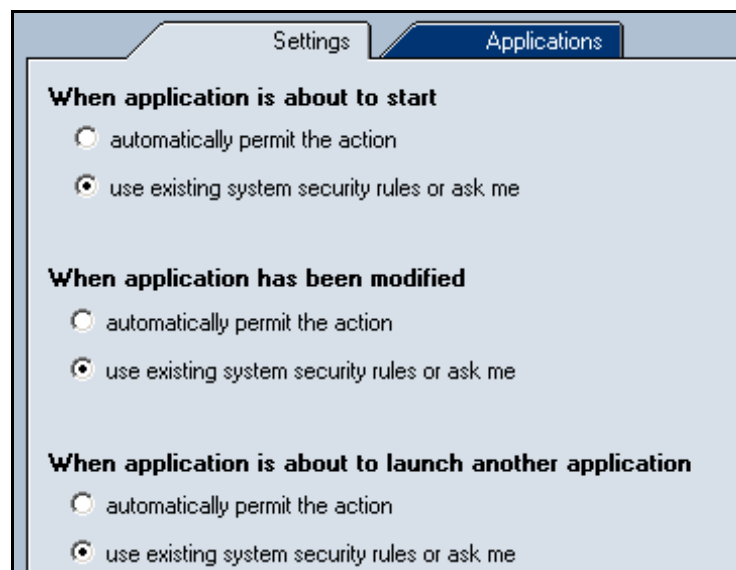 Settings Applications
When application is about to start
automatically permit the action
use existing system security rules or ask me
When application has been modified
automatically permit the action
use existing system security rules or ask me
When application is about to launch another application
automatically permit the action
use existing system security rules or ask me